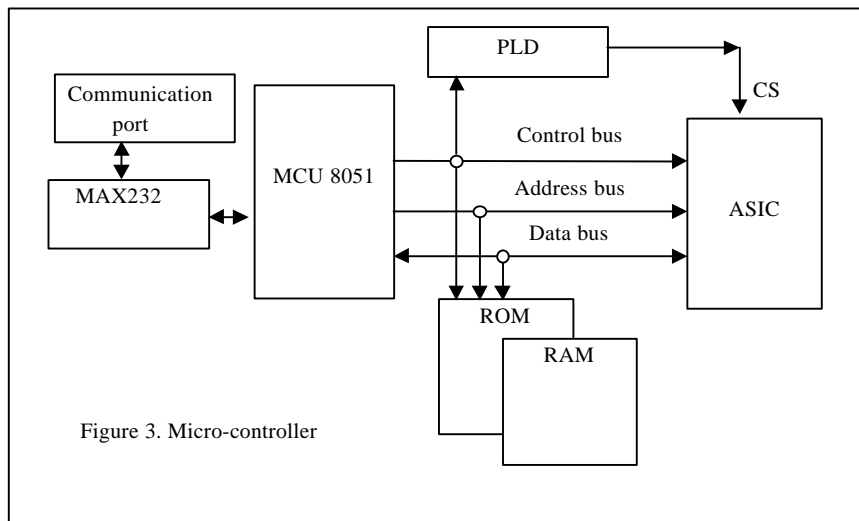 PLD
Communication
port
CS
Control bus
MCU 8051
MAX232
Address bus
ASIC
Data bus
ROM
RAM
Figure 3. Micro-controller